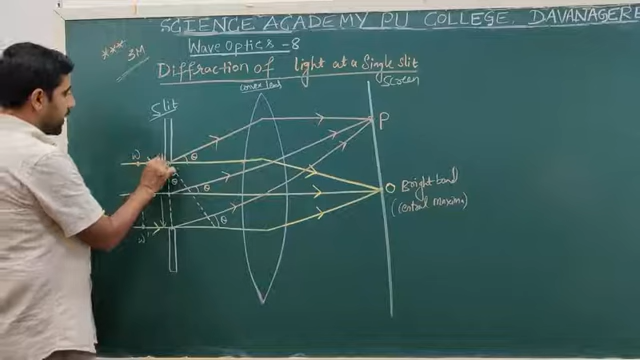 SCIENCE ACADEMY PU COLLEGE, DAVANAGERE
*** 3M
Wave Optics - 8
Diffraction of light at a Single slit
Convex lens
Screen
Slit
P
W
θ
θ
θ
θ
O Bright band
(Central Maxima)
W'